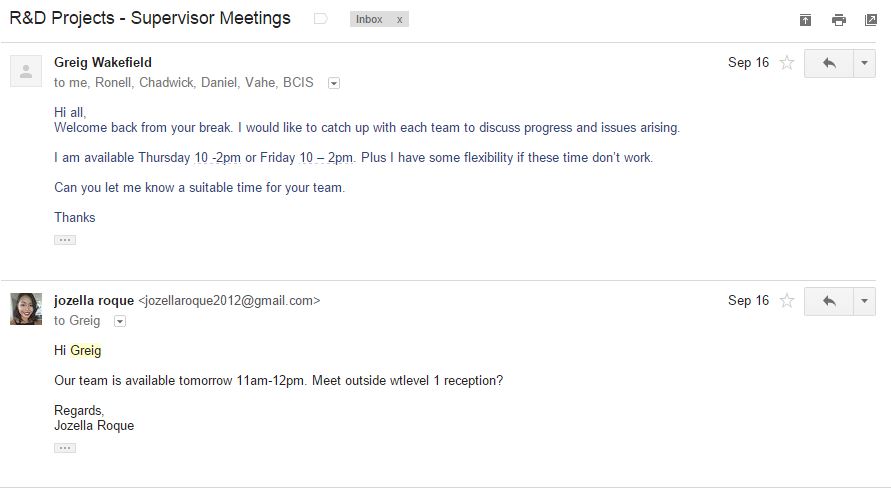 R&D Projects - Supervisor Meetings
Inbox x
Greig Wakefield
Sep 16
to me, Ronell, Chadwick, Daniel, Vahe, BCIS
Hi all,
Welcome back from your break. I would like to catch up with each team to discuss progress and issues arising.
I am available Thursday 10 -2pm or Friday 10 – 2pm. Plus I have some flexibility if these time don't work.
Can you let me know a suitable time for your team.
Thanks
jozella roque <jozellaroque2012@gmail.com>
Sep 16
to Greig
Hi Greig
Our team is available tomorrow 11am-12pm. Meet outside wtlevel 1 reception?
Regards,
Jozella Roque